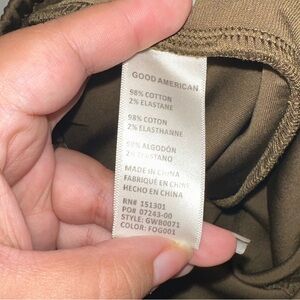 GOOD AMERICAN
98% COTTON
2% ELASTANE
98% COTTON
2% ELASTHANNE
98% ALGODÓN
2% ELASTANO
MADE IN CHINA
FABRIQUÉ EN CHINE
HECHO EN CHINA
RN# 151301
PO# 07243-00
STYLE: GWB0071
COLOR: FOG001